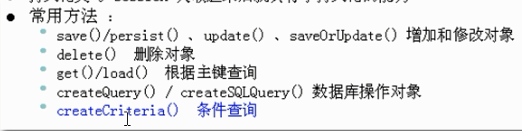 常用方法 :
save()/persist() 、update() 、saveOrUpdate() 增加和修改对象
delete() 删除对象
get()/load() 根据主键查询
createQuery() / createSQLQuery() 数据库操作对象
createCriteria() 条件查询